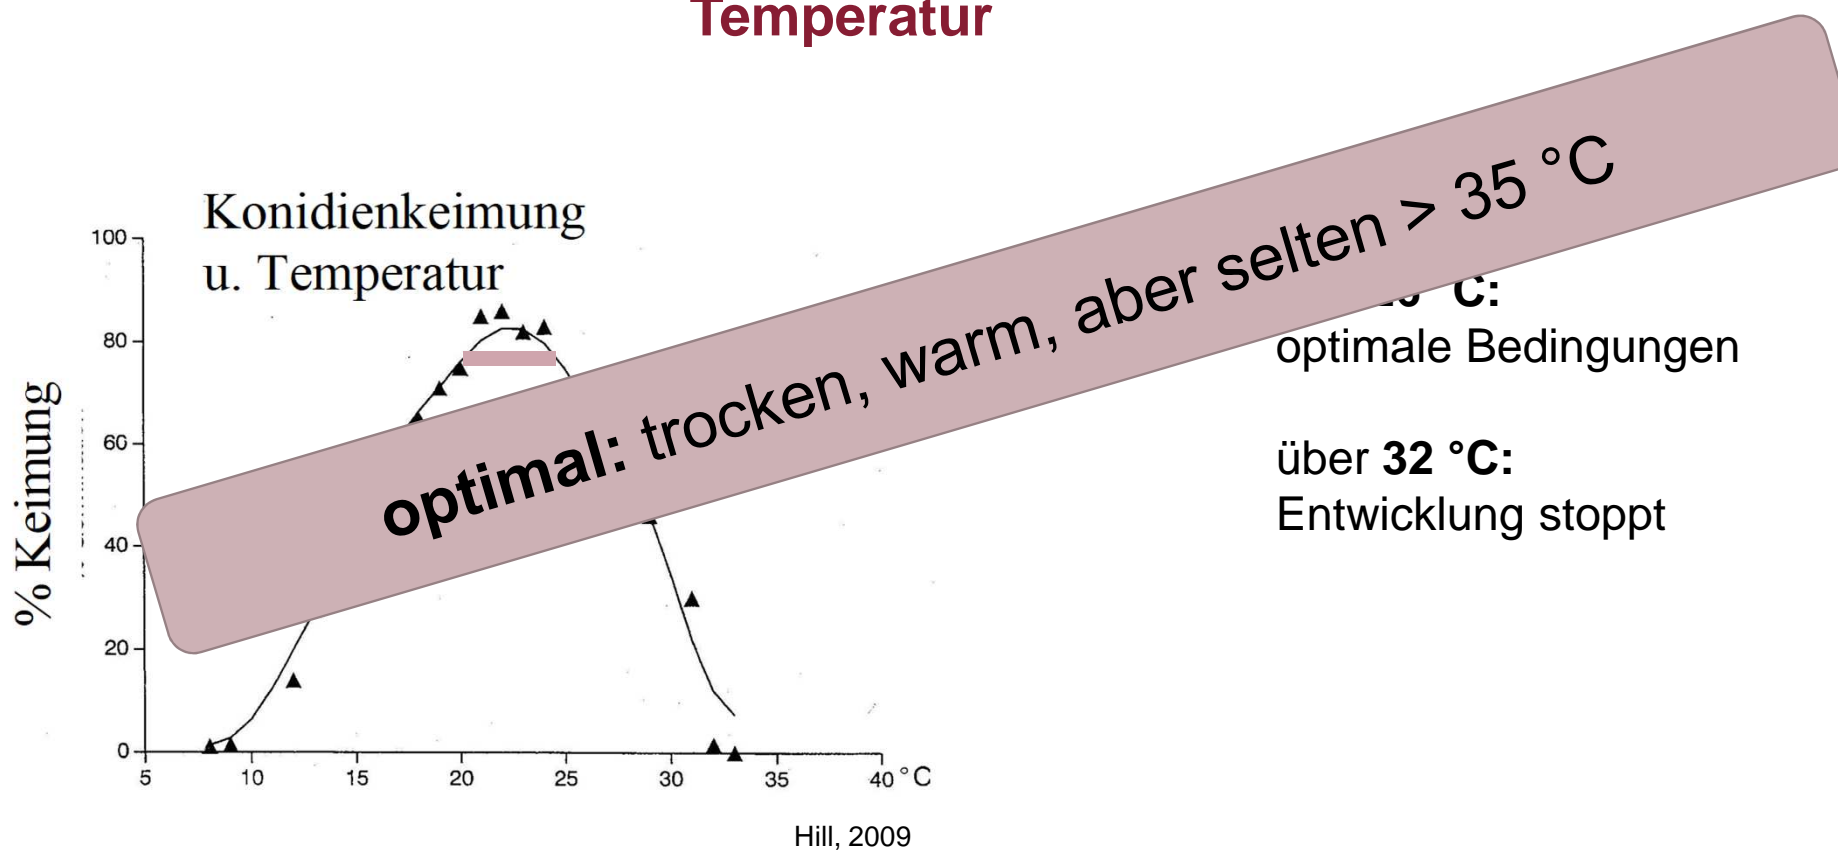 Temperatur
Konidienkeimung
u. Temperatur
% Keimung
100
80
60
40
20
0
5 10 15 20 25 30 35 40 °C
optimal: trocken, warm, aber selten > 35 °C
°C:
optimale Bedingungen
über 32 °C:
Entwicklung stoppt
Hill, 2009